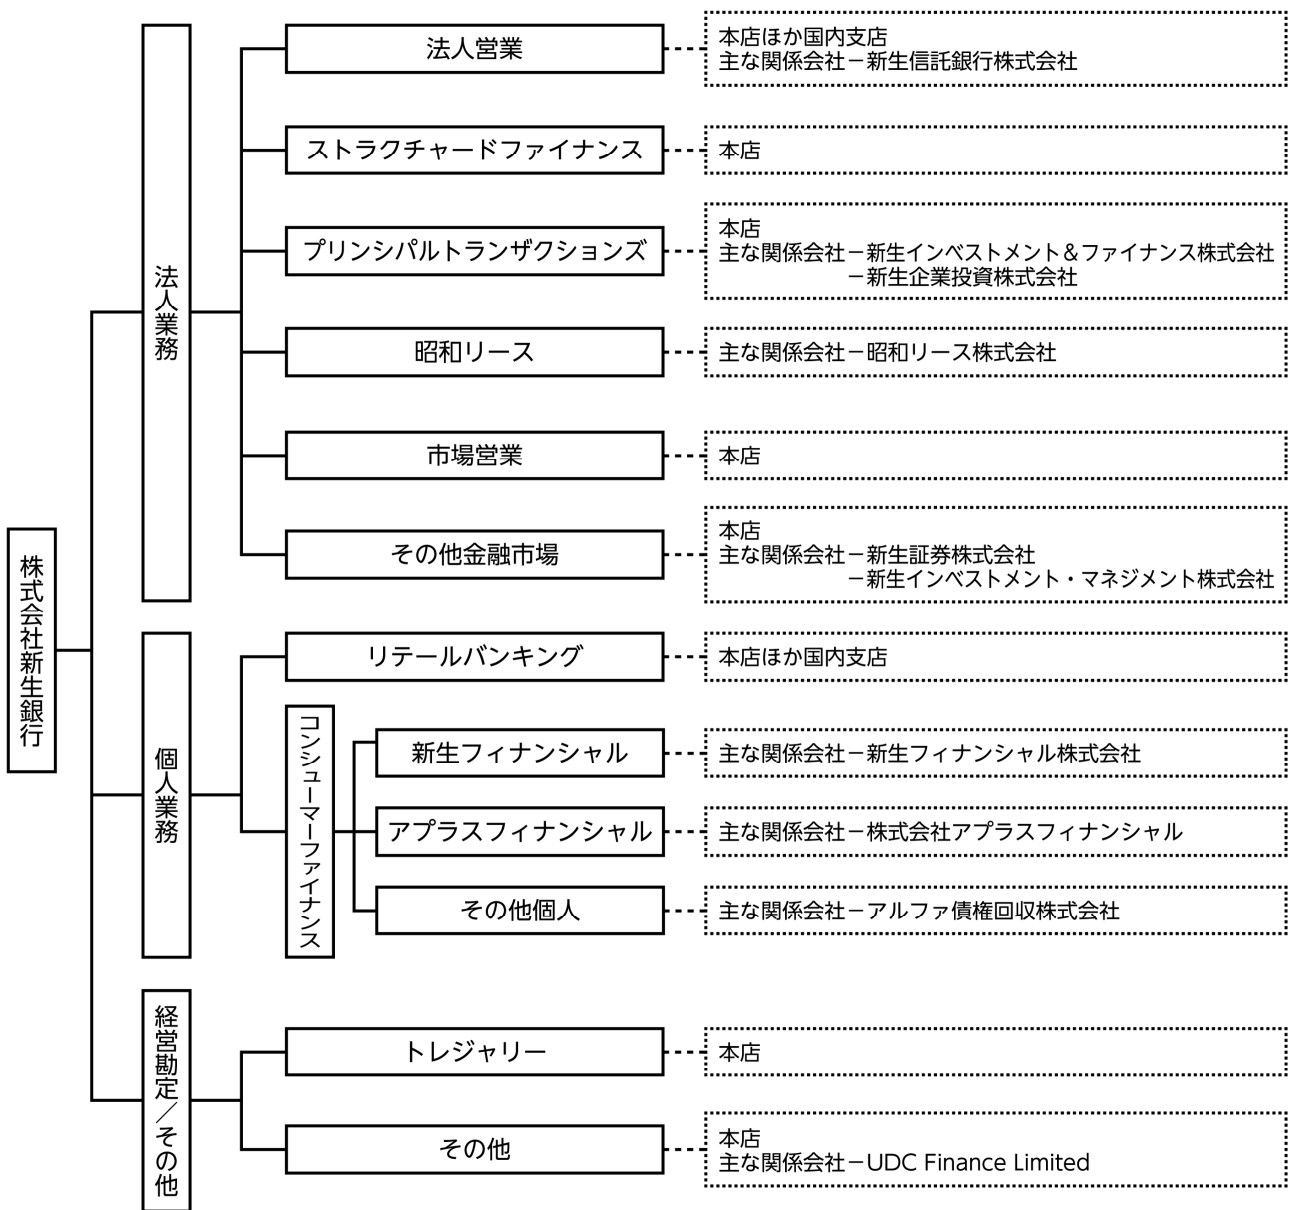 株式会社新生銀行
法人業務
法人営業
本店ほか国内支店
主な関係会社－新生信託銀行株式会社
ストラクチャードファイナンス
本店
プリンシパルトランザクションズ
本店
主な関係会社－新生インベストメント＆ファイナンス株式会社
－新生企業投資株式会社
昭和リース
主な関係会社－昭和リース株式会社
市場営業
本店
その他金融市場
本店
主な関係会社－新生証券株式会社
－新生インベストメント・マネジメント株式会社
個人業務
リテールバンキング
本店ほか国内支店
コンシューマーファイナンス
新生フィナンシャル
主な関係会社－新生フィナンシャル株式会社
アプラスフィナンシャル
主な関係会社－株式会社アプラスフィナンシャル
その他個人
主な関係会社－アルファ債権回収株式会社
経営勘定／その他
トレジャリー
本店
その他
本店
主な関係会社－UDC Finance Limited